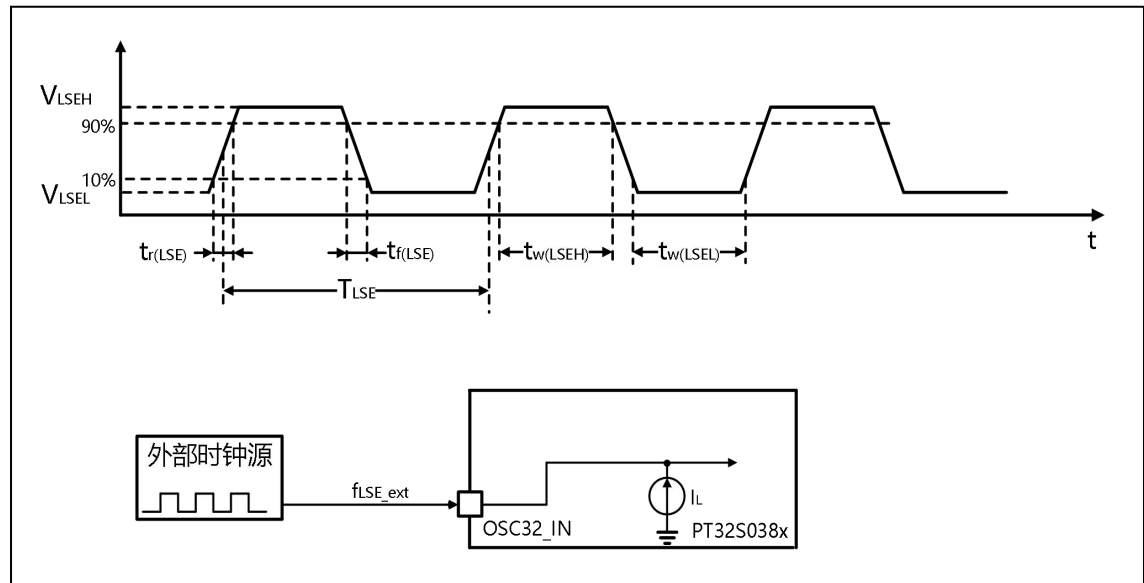 VLSEH
90%
10%
VLSEL
t
tr(LSE)
tf(LSE)
tw(LSEH)
tw(LSEL)
TLSE
外部时钟源
fLSE_ext
IL
OSC32_IN
PT32S038x